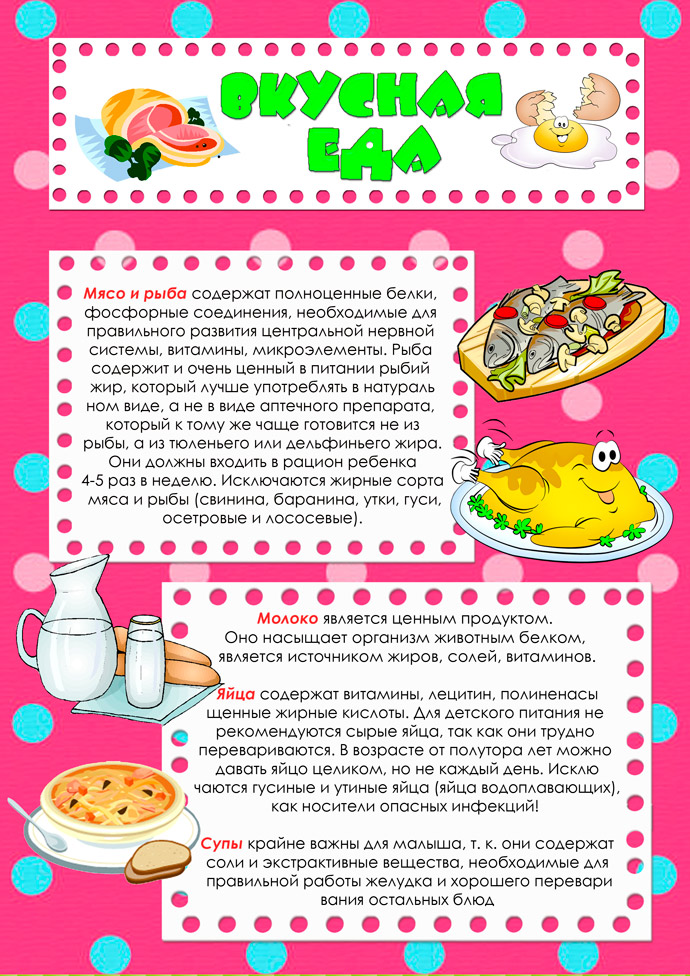 ВКУСНАЯ
ЕДА
Мясо и рыба содержат полноценные белки,
фосфорные соединения, необходимые для
правильного развития центральной нервной
системы, витамины, микроэлементы. Рыба
содержит и очень ценный в питании рыбий
жир, который лучше употреблять в натураль
ном виде, а не в виде аптечного препарата,
который к тому же чаще готовится не из
рыбы, а из тюленьего или дельфиньего жира.
Они должны входить в рацион ребенка
4-5 раз в неделю. Исключаются жирные сорта
мяса и рыбы (свинина, баранина, утки, гуси,
осетровые и лососевые).
Молоко является ценным продуктом.
Оно насыщает организм животным белком,
является источником жиров, солей, витаминов.
Яйца содержат витамины, лецитин, полиненасы
щенные жирные кислоты. Для детского питания не
рекомендуются сырые яйца, так как они трудно
перевариваются. В возрасте от полутора лет можно
давать яйцо целиком, но не каждый день. Исклю
чаются гусиные и утиные яйца (яйца водоплавающих),
как носители опасных инфекций!
Супы крайне важны для малыша, т. к. они содержат
соли и экстрактивные вещества, необходимые для
правильной работы желудка и хорошего перевари
вания остальных блюд